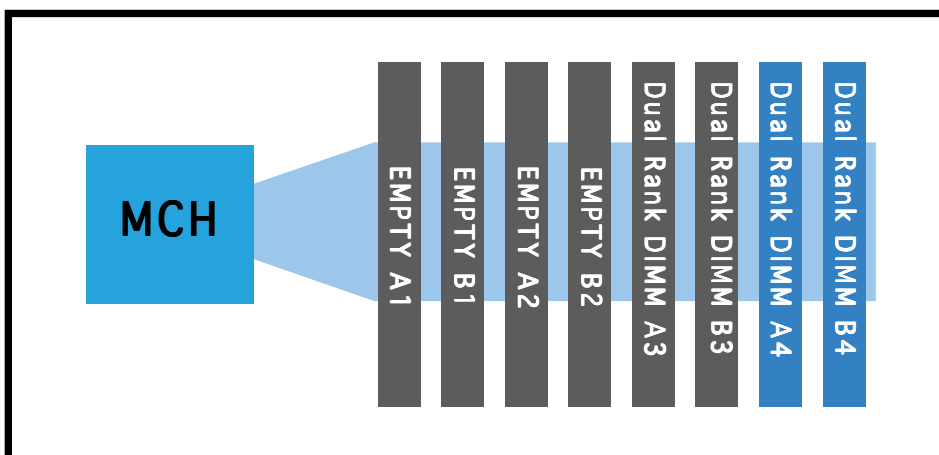 MCH
EMPTY A1
EMPTY B1
EMPTY A2
EMPTY B2
Dual Rank DIMM A3
Dual Rank DIMM B3
Dual Rank DIMM A4
Dual Rank DIMM B4